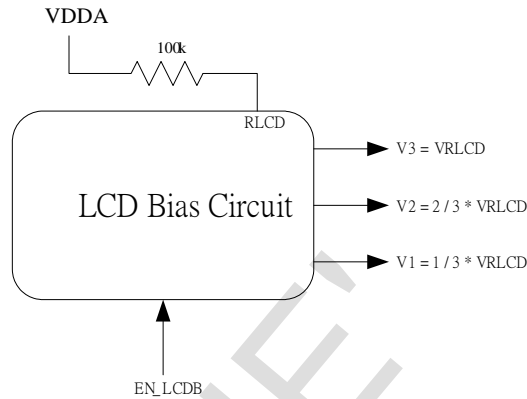 VDDA
100k
RLCD
V3 = VRLCD
LCD Bias Circuit
V2 = 2 / 3 * VRLCD
V1 = 1 / 3 * VRLCD
EN_LCDB